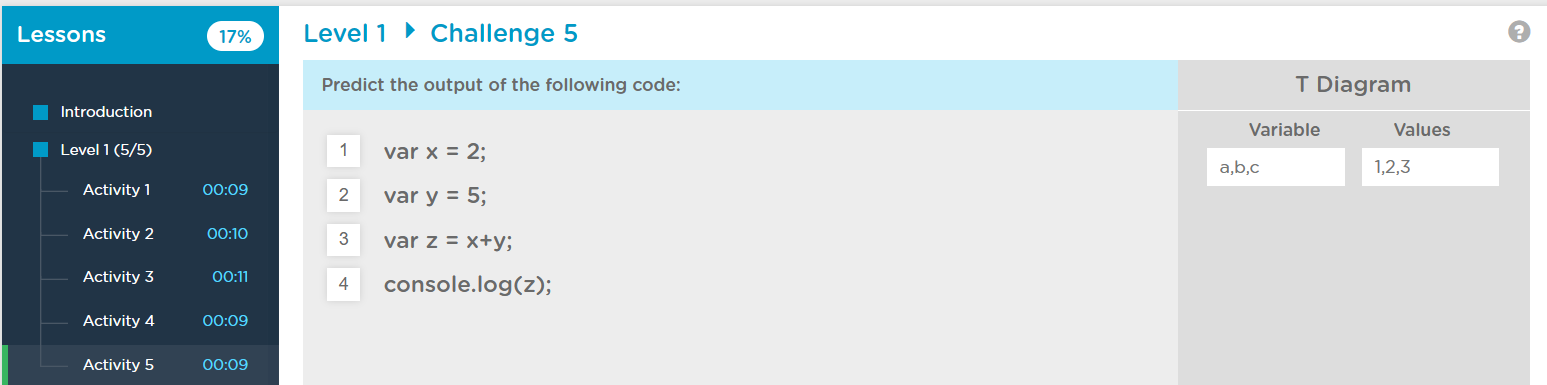 Lessons 17%
Introduction
Level 1 (5/5)
Activity 1 00:09
Activity 2 00:10
Activity 3 00:11
Activity 4 00:09
Activity 5 00:09
Level 1 Challenge 5 ?
Predict the output of the following code:
1 var x = 2;
2 var y = 5;
3 var z = x+y;
4 console.log(z);
T Diagram
Variable Values
a,b,c 1,2,3